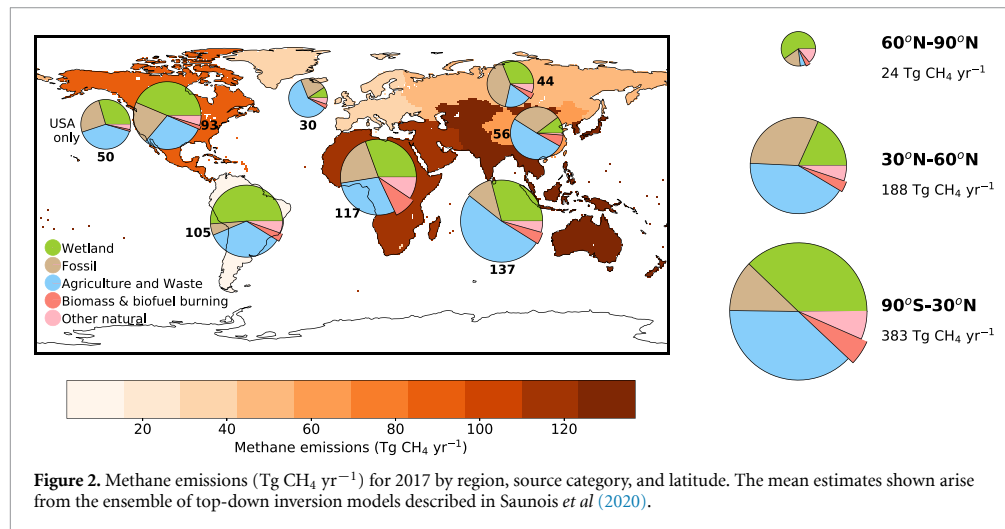 60°N-90°N
24 Tg CH₄ yr⁻¹
30°N-60°N
188 Tg CH₄ yr⁻¹
90°S-30°N
383 Tg CH₄ yr⁻¹
USA
only
50
93
30
44
56
105
117
137
Wetland
Fossil
Agriculture and Waste
Biomass & biofuel burning
Other natural
20 40 60 80 100 120
Methane emissions (Tg CH₄ yr⁻¹)
Figure 2. Methane emissions (Tg CH₄ yr⁻¹) for 2017 by region, source category, and latitude. The mean estimates shown arise
from the ensemble of top-down inversion models described in Saunois et al (2020).